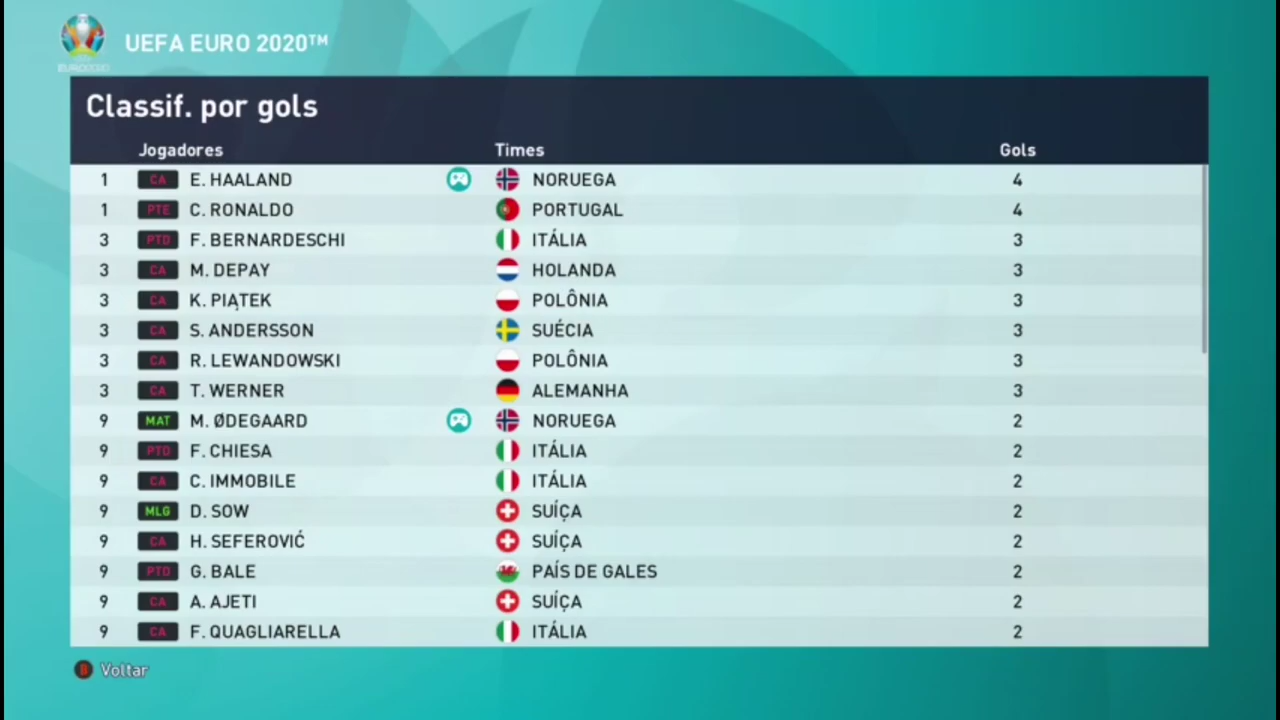 UEFA EURO 2020™
EURO2020
Classif. por gols
Jogadores Times Gols
1 CA E. HAALAND NORUEGA 4
1 PTE C. RONALDO PORTUGAL 4
3 PTD F. BERNARDESCHI ITÁLIA 3
3 CA M. DEPAY HOLANDA 3
3 CA K. PIĄTEK POLÔNIA 3
3 CA S. ANDERSSON SUÉCIA 3
3 CA R. LEWANDOWSKI POLÔNIA 3
3 CA T. WERNER ALEMANHA 3
9 MAT M. ØDEGAARD NORUEGA 2
9 PTD F. CHIESA ITÁLIA 2
9 CA C. IMMOBILE ITÁLIA 2
9 MLG D. SOW SUÍÇA 2
9 CA H. SEFEROVIĆ SUÍÇA 2
9 PTD G. BALE PAÍS DE GALES 2
9 CA A. AJETI SUÍÇA 2
9 CA F. QUAGLIARELLA ITÁLIA 2
B Voltar